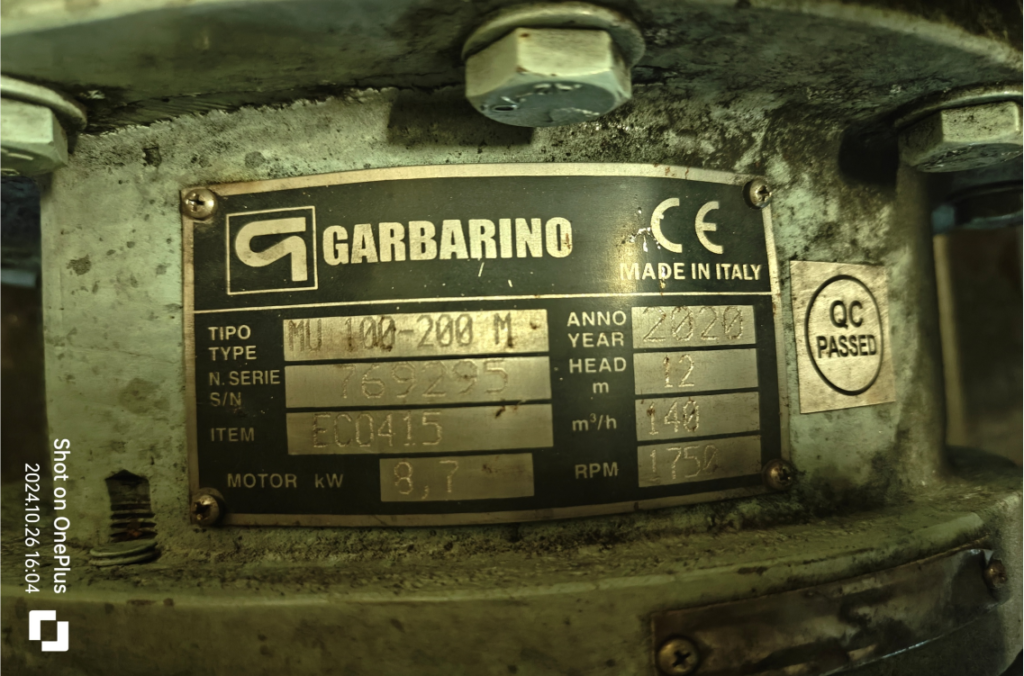 GARBARINO
CE
MADE IN ITALY
TIPO
TYPE
MU 100-200 M
N. SERIE
S/N
769295
ITEM
EC0415
MOTOR kW
8,7
ANNO
YEAR
2020
HEAD
m
12
m³/h
140
RPM
1750
QC
PASSED
Shot on OnePlus
2024.10.26 16:04